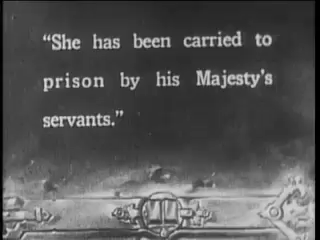 “She has been carried to
prison by his Majesty's
servants.”